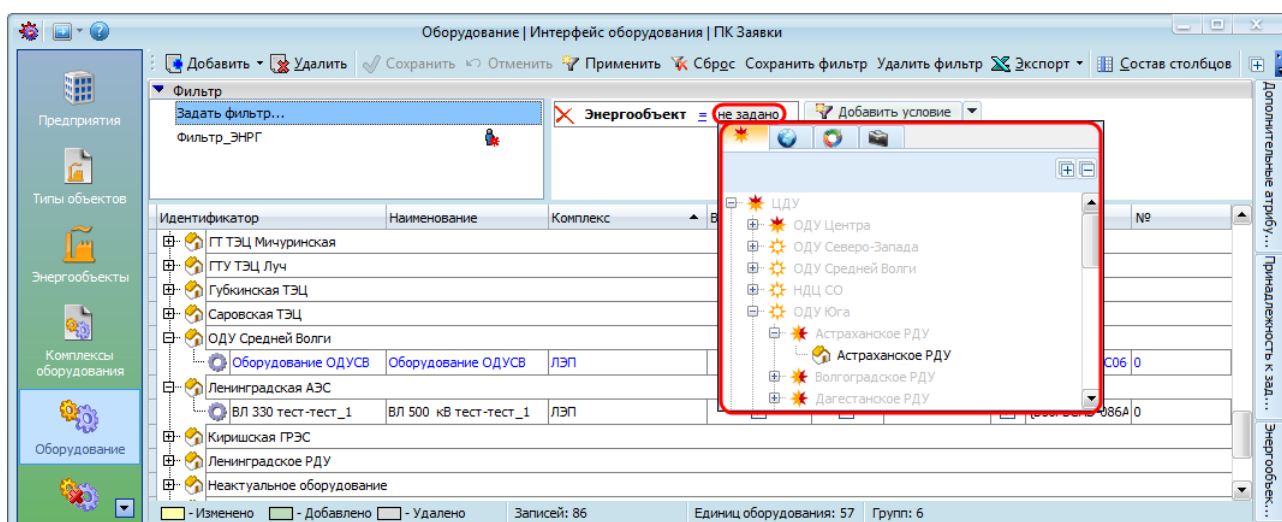 Оборудование | Интерфейс оборудования | ПК Заявки
Добавить Удалить Сохранить Отменить Применить Сброс Сохранить фильтр Удалить фильтр Экспорт Состав столбцов
Фильтр
Задать фильтр...
Фильтр_ЭНРГ
Энергообъект = не задано Добавить условие
Предприятия
Типы объектов
Энергообъекты
Комплексы
оборудования
Оборудование
Идентификатор Наименование Комплекс В №
ГТ ТЭЦ Мичуринская
ГТУ ТЭЦ Луч
Губкинская ТЭЦ
Саровская ТЭЦ
ОДУ Средней Волги
Оборудование ОДУСВ Оборудование ОДУСВ ЛЭП C06 0
Ленинградская АЭС
ВЛ 330 тест-тест_1 ВЛ 500 кВ тест-тест_1 ЛЭП 086A 0
Киришская ГРЭС
Ленинградское РДУ
Неактуальное оборудование
ЦДУ
ОДУ Центра
ОДУ Северо-Запада
ОДУ Средней Волги
НДЦ СО
ОДУ Юга
Астраханское РДУ
Астраханское РДУ
Волгоградское РДУ
Дагестанское РДУ
Дополнительные атрибу...
Принадлежность к зад...
Энергообъек...
- Изменено - Добавлено - Удалено Записей: 86 Единиц оборудования: 57 Групп: 6